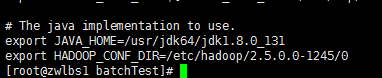 # The java implementation to use.
export JAVA_HOME=/usr/jdk64/jdk1.8.0_131
export HADOOP_CONF_DIR=/etc/hadoop/2.5.0.0-1245/0
[root@zwlbs1 batchTest]#